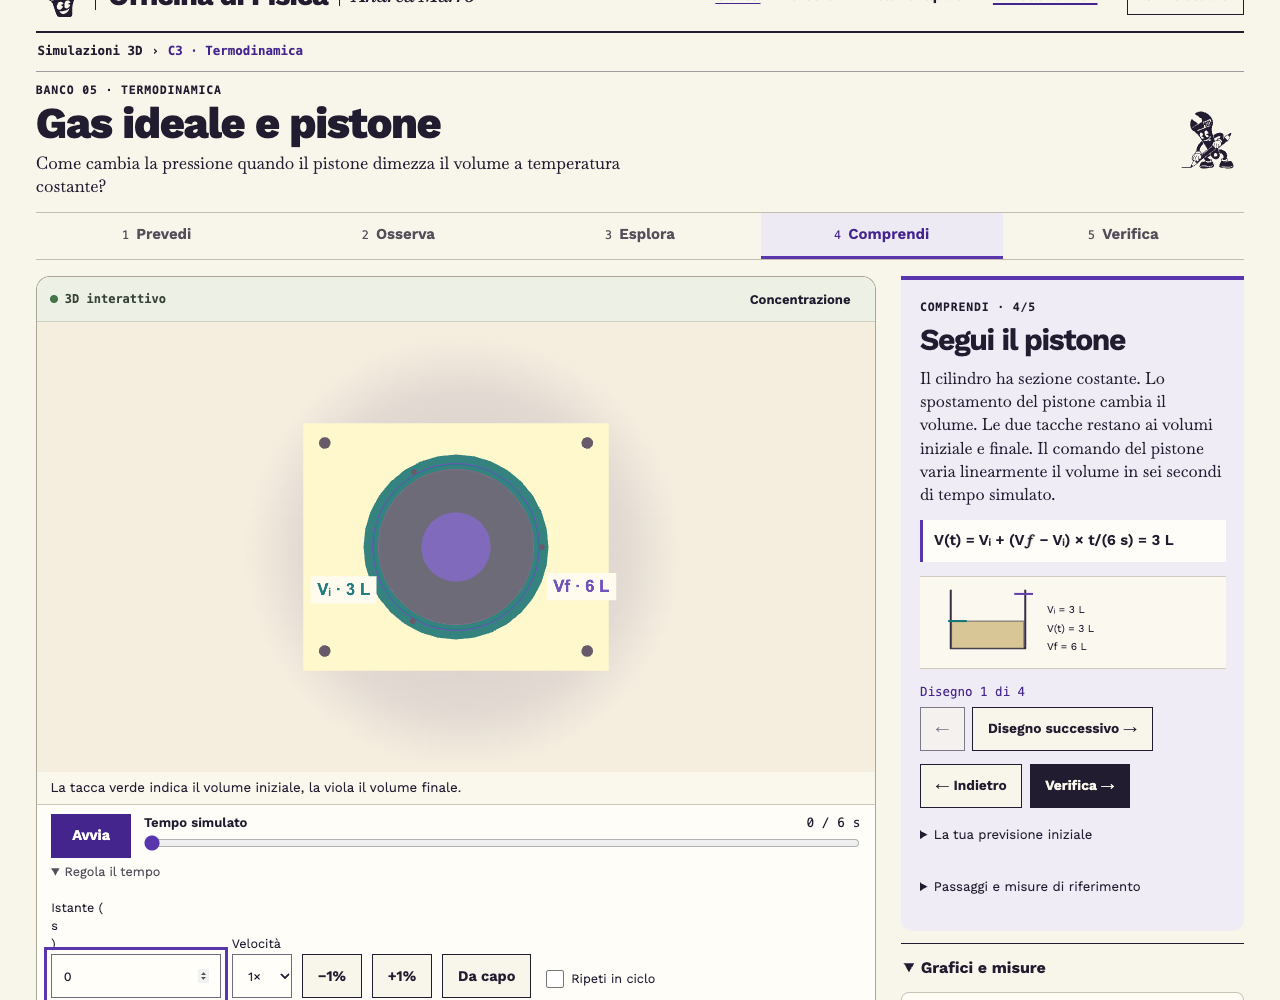 Simulazioni 3D › C3 · Termodinamica
BANCO 05 · TERMODINAMICA
Gas ideale e pistone
Come cambia la pressione quando il pistone dimezza il volume a temperatura
costante?
1 Prevedi
2 Osserva
3 Esplora
4 Comprendi
5 Verifica
3D interattivo
Concentrazione
Vᵢ · 3 L
Vf · 6 L
La tacca verde indica il volume iniziale, la viola il volume finale.
Avvia
Tempo simulato
0 / 6 s
▼ Regola il tempo
Istante (
s
)
Velocità
0
1×
−1%
+1%
Da capo
Ripeti in ciclo
COMPRENDI · 4/5
Segui il pistone
Il cilindro ha sezione costante. Lo
spostamento del pistone cambia il
volume. Le due tacche restano ai volumi
iniziale e finale. Il comando del pistone
varia linearmente il volume in sei secondi
di tempo simulato.
V(t) = Vᵢ + (V𝑓 − Vᵢ) × t/(6 s) = 3 L
Vᵢ = 3 L
V(t) = 3 L
Vf = 6 L
Disegno 1 di 4
←
Disegno successivo →
← Indietro
Verifica →
▶ La tua previsione iniziale
▶ Passaggi e misure di riferimento
▼ Grafici e misure